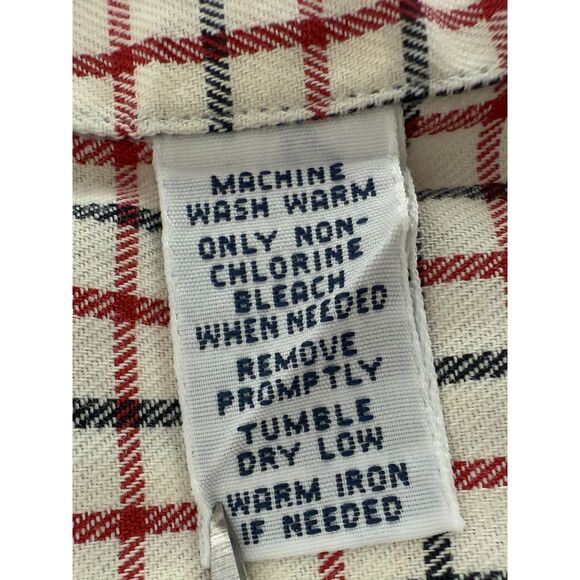 MACHINE
WASH WARM
ONLY NON-
CHLORINE
BLEACH
WHEN NEEDED
REMOVE
PROMPTLY
TUMBLE
DRY LOW
WARM IRON
IF NEEDED